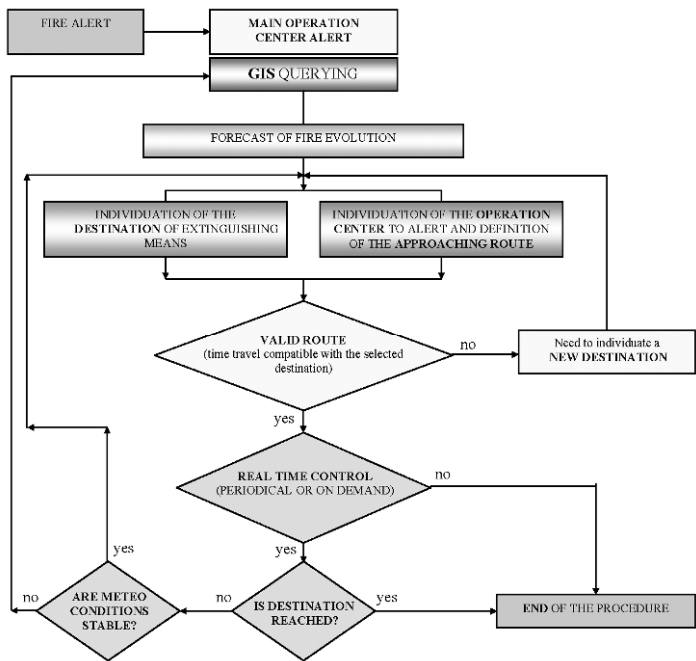 FIRE ALERT
MAIN OPERATION
CENTER ALERT
GIS QUERYING
FORECAST OF FIRE EVOLUTION
INDIVIDUATION OF THE
DESTINATION OF EXTINGUISHING
MEANS
INDIVIDUATION OF THE OPERATION
CENTER TO ALERT AND DEFINITION
OF THE APPROACHING ROUTE
VALID ROUTE
(time travel compatible with the selected
destination)
no
Need to individuate a
NEW DESTINATION
yes
REAL TIME CONTROL
(PERIODICAL OR ON DEMAND)
no
yes
yes
no
ARE METEO
CONDITIONS
STABLE?
no
IS DESTINATION
REACHED?
yes
END OF THE PROCEDURE